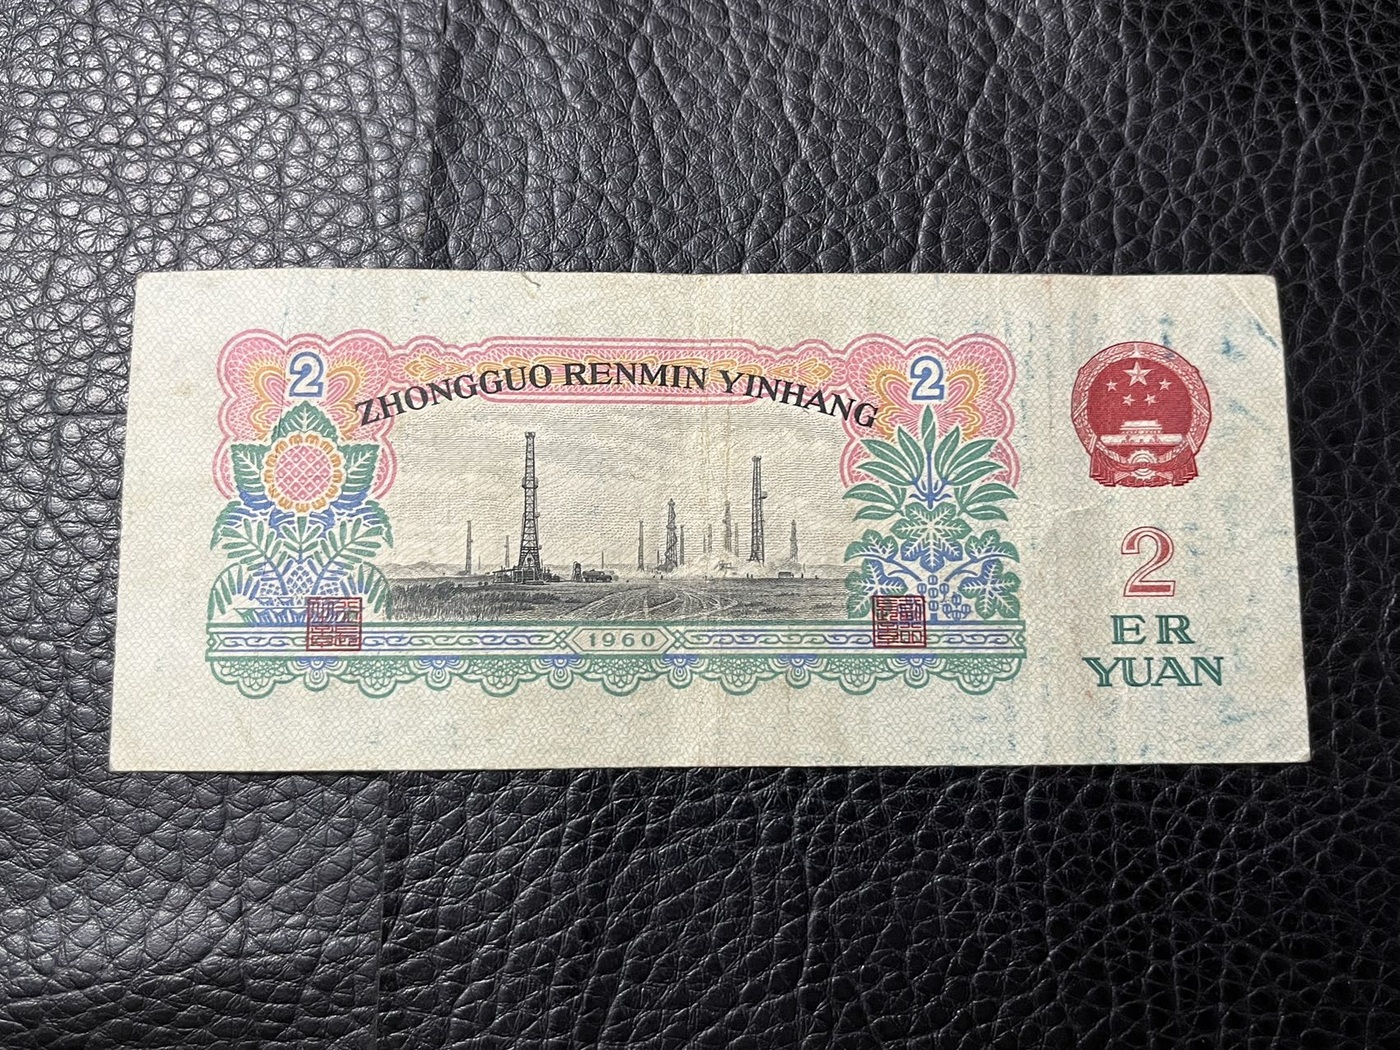 2
2
ZHONGGUO RENMIN YINHANG
1960
2
ER
YUAN